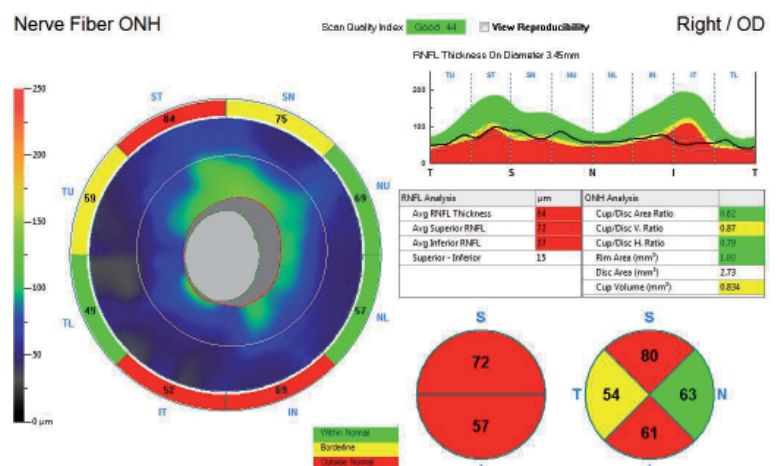 Nerve Fiber ONH
Scan Quality Index Good 44 View Reproducibility
Right / OD
RNFL Thickness On Diameter 3.45mm
TU ST SN NU NL IN IT TL
200
100
0
T S N I T
250
200
150
100
50
0 µm
ST
SN
84
75
TU
59
69
NU
TL
49
57
NL
52
69
IT
IN
RNFL Analysis µm
Avg RNFL Thickness 64
Avg Superior RNFL 72
Avg Inferior RNFL 57
Superior - Inferior 15
ONH Analysis
Cup/Disc Area Ratio 0.62
Cup/Disc V. Ratio 0.87
Cup/Disc H. Ratio 0.79
Rim Area (mm²) 1.03
Disc Area (mm²) 2.73
Cup Volume (mm³) 0.834
S
72
57
S
80
T 54 63 N
61
Within Normal
Borderline
Outside Normal